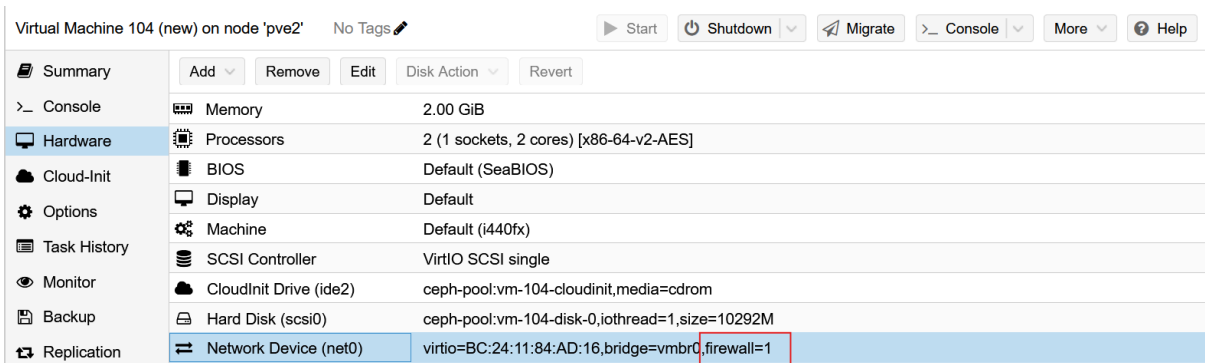 Virtual Machine 104 (new) on node 'pve2' No Tags Start Shutdown Migrate Console More Help
Summary
Console
Hardware
Cloud-Init
Options
Task History
Monitor
Backup
Replication
Add Remove Edit Disk Action Revert
Memory 2.00 GiB
Processors 2 (1 sockets, 2 cores) [x86-64-v2-AES]
BIOS Default (SeaBIOS)
Display Default
Machine Default (i440fx)
SCSI Controller VirtIO SCSI single
CloudInit Drive (ide2) ceph-pool:vm-104-cloudinit,media=cdrom
Hard Disk (scsi0) ceph-pool:vm-104-disk-0,iothread=1,size=10292M
Network Device (net0) virtio=BC:24:11:84:AD:16,bridge=vmbr0,firewall=1